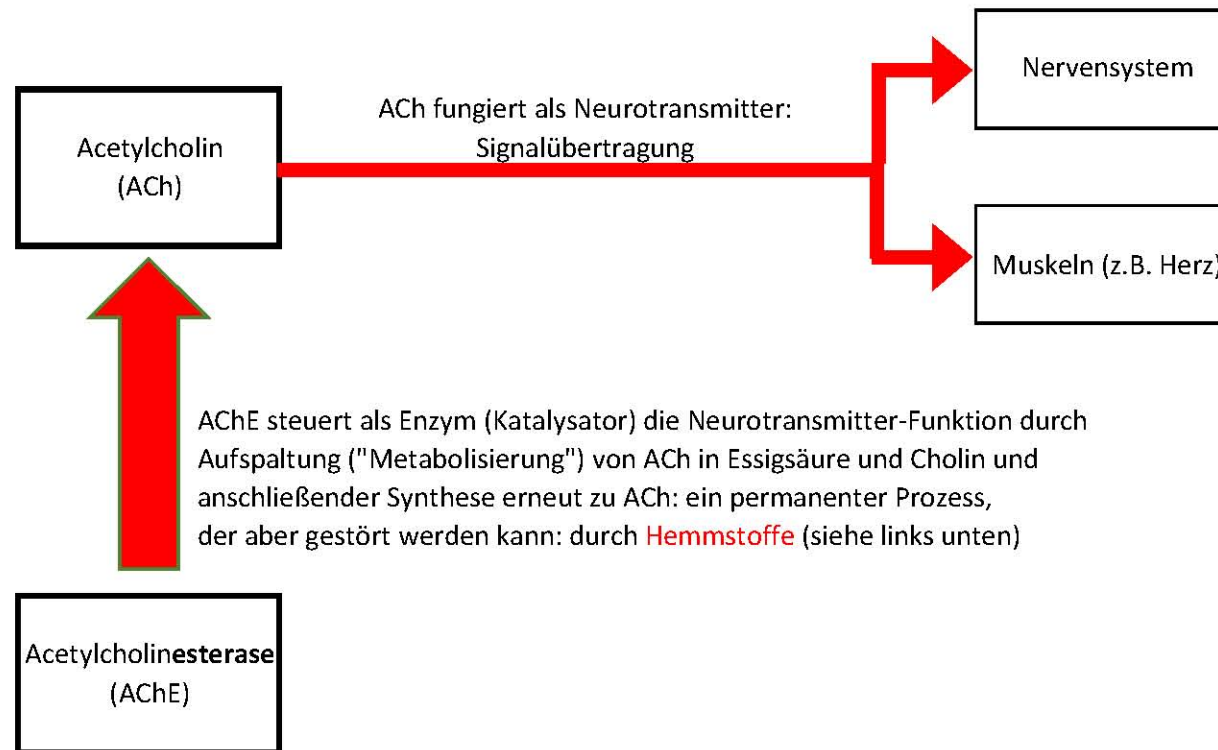 Nervensystem
ACh fungiert als Neurotransmitter:
Signalübertragung
Acetylcholin
(ACh)
Muskeln (z.B. Herz)
AChE steuert als Enzym (Katalysator) die Neurotransmitter-Funktion durch
Aufspaltung ("Metabolisierung") von ACh in Essigsäure und Cholin und
anschließender Synthese erneut zu ACh: ein permanenter Prozess,
der aber gestört werden kann: durch Hemmstoffe (siehe links unten)
Acetylcholinesterase
(AChE)